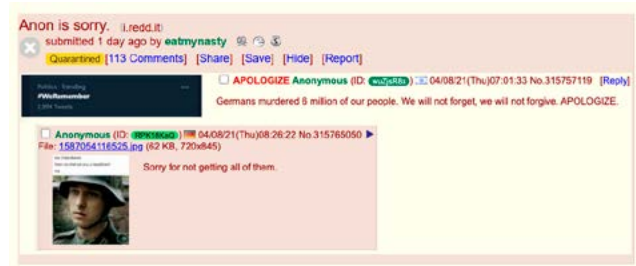 Anon is sorry. (i.redd.it)
submitted 1 day ago by eatmynasty
Quarantined [113 Comments] [Share] [Save] [Hide] [Report]
Politics · Trending
#WeRemember
Tweets
APOLOGIZE Anonymous (ID: ) 04/08/21(Thu)07:01:33 No.315757119 [Reply]
Germans murdered 6 million of our people. We will not forget, we will not forgive. APOLOGIZE.
Anonymous (ID: ) 04/08/21(Thu)08:26:22 No.315765050
File: 1587054116525.jpg (62 KB, 720x845)
Sorry for not getting all of them.